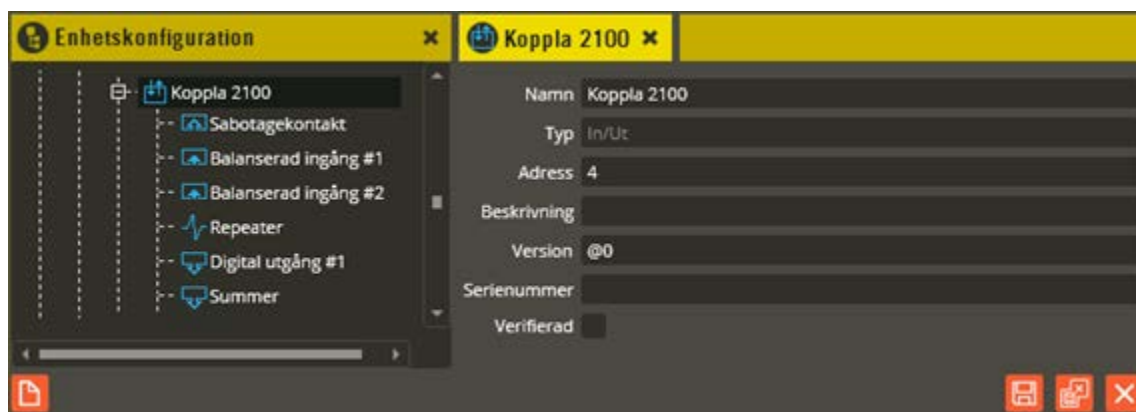 Enhetskonfiguration
Koppla 2100
Sabotagekontakt
Balanserad ingång #1
Balanserad ingång #2
Repeater
Digital utgång #1
Summer
Koppla 2100
Namn Koppla 2100
Typ In/Ut
Adress 4
Beskrivning
Version @0
Serienummer
Verifierad